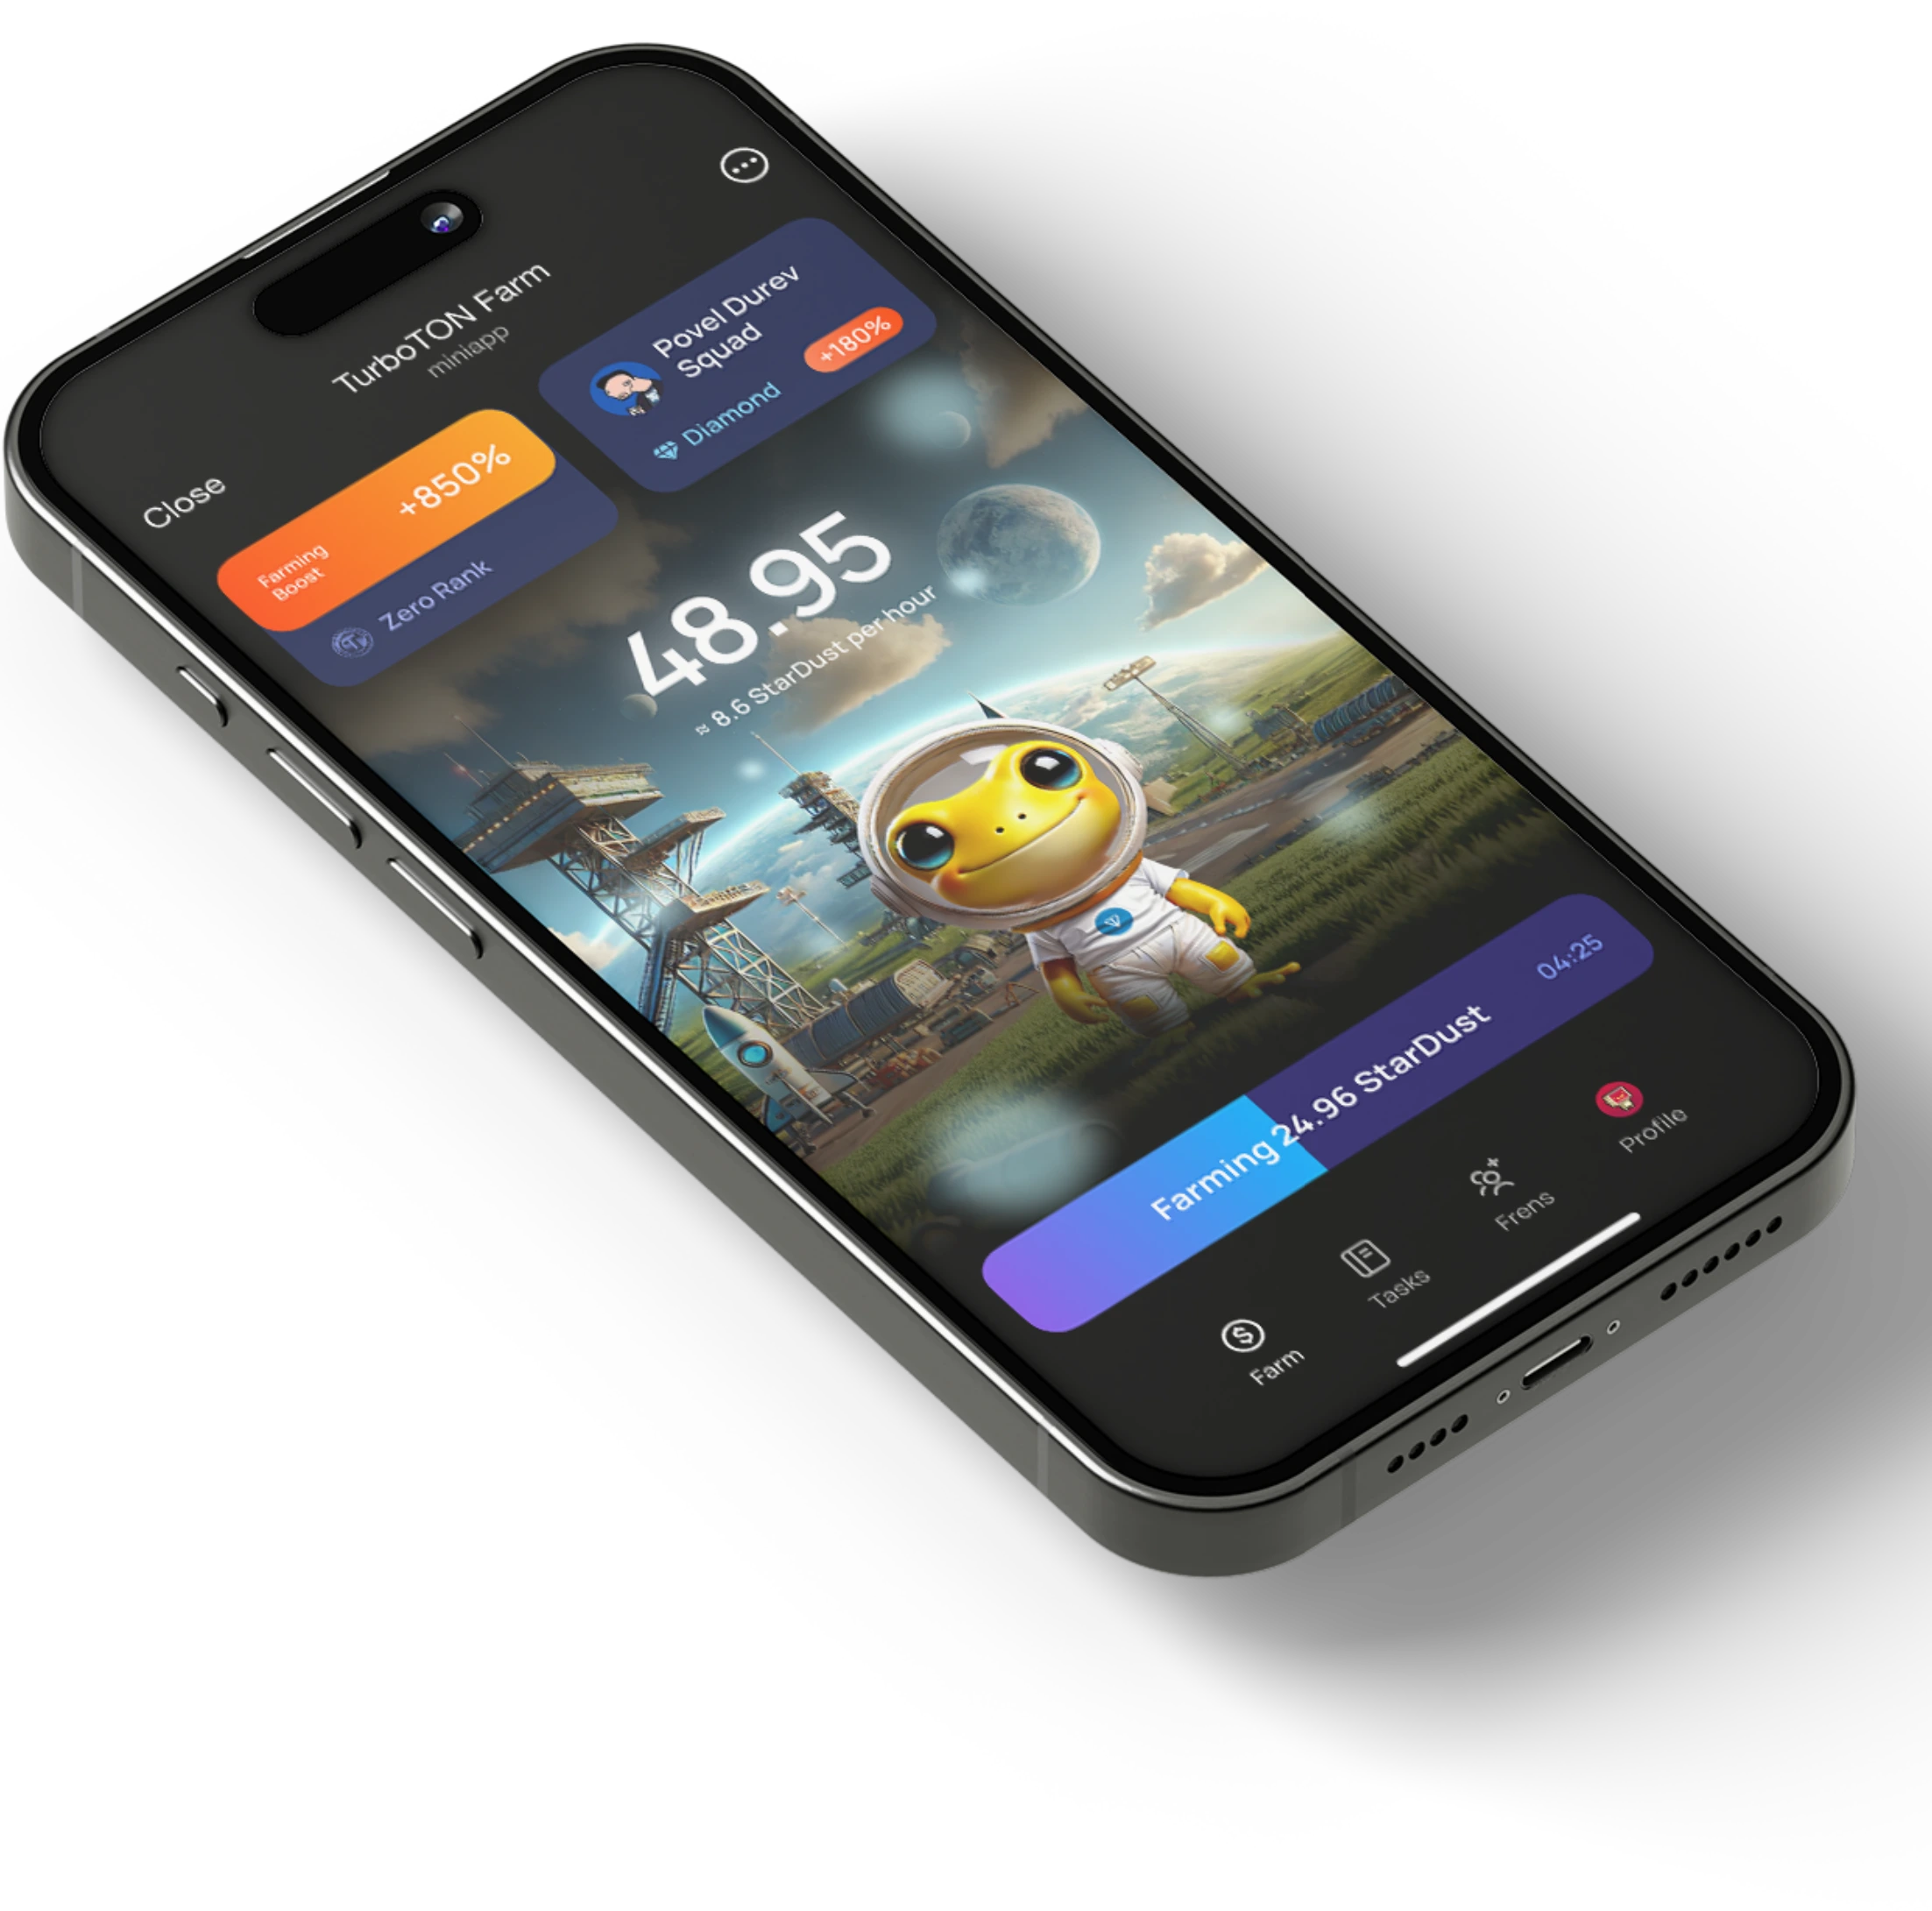 TurboTON Farm
miniapp
Close
Farming
Boost
+850%
Zero Rank
Povel Durev
Squad
Diamond
+180%
48.95
≈ 8.6 StarDust per hour
Farming 24.96 StarDust
04:25
Farm
Tasks
Frens
Profile